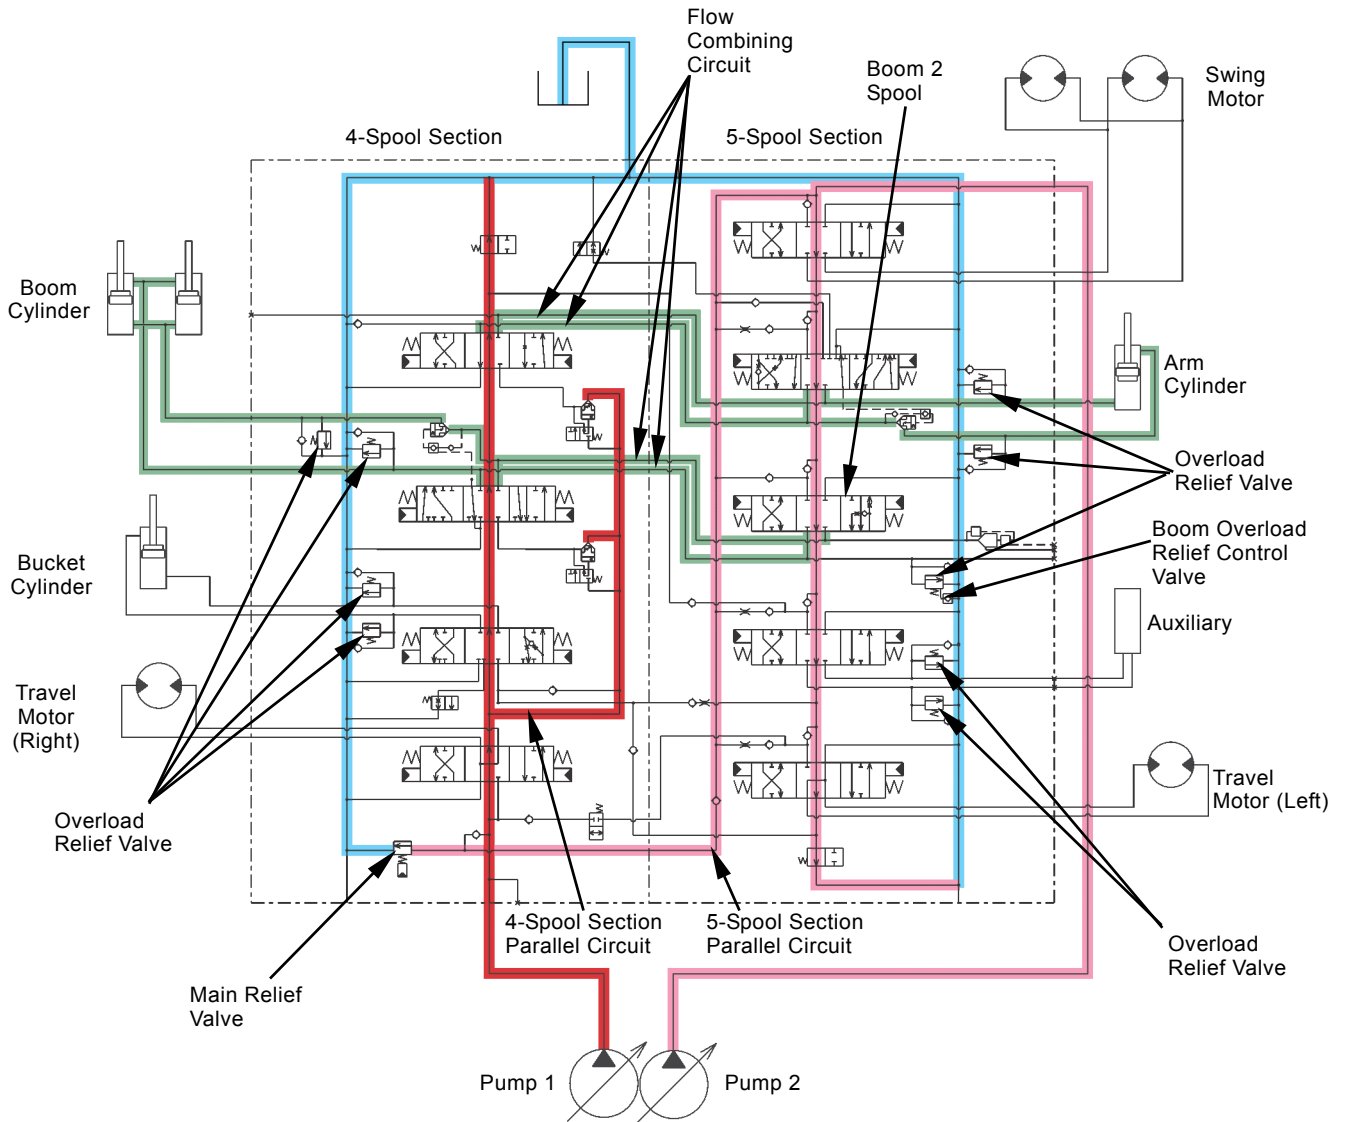 Flow
Combining
Circuit
Boom 2
Spool
Swing
Motor
4-Spool Section
5-Spool Section
Boom
Cylinder
Arm
Cylinder
Overload
Relief Valve
Boom Overload
Relief Control
Valve
Bucket
Cylinder
Auxiliary
Travel
Motor
(Right)
Travel
Motor (Left)
Overload
Relief Valve
4-Spool Section
Parallel Circuit
5-Spool Section
Parallel Circuit
Overload
Relief Valve
Main Relief
Valve
Pump 1
Pump 2